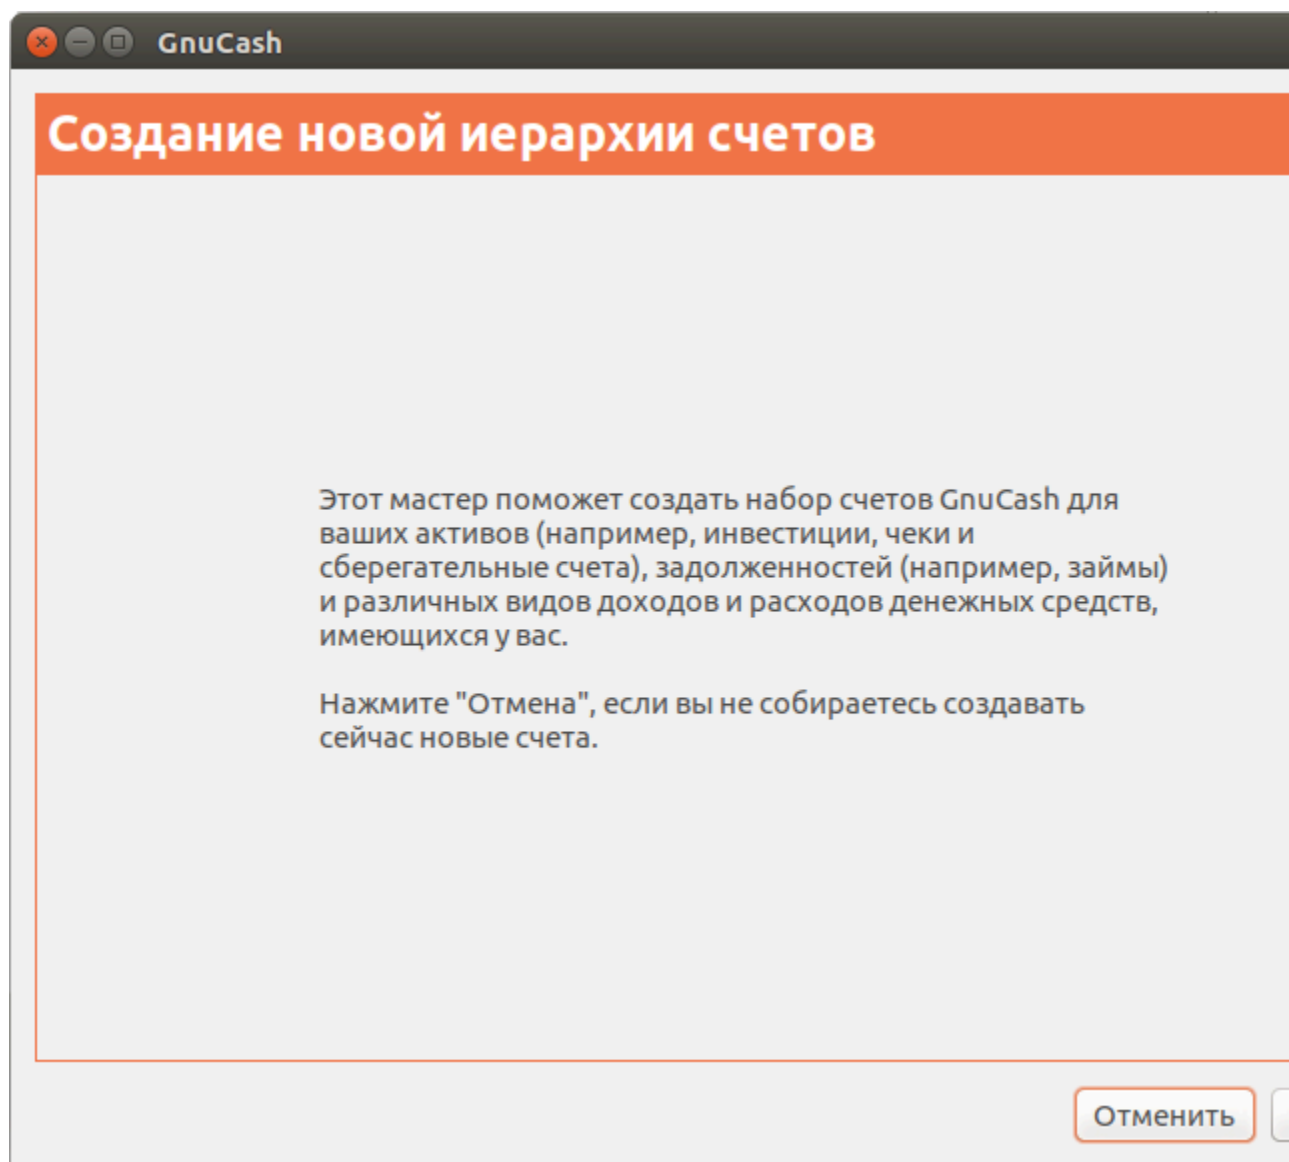 GnuCash
Создание новой иерархии счетов
Этот мастер поможет создать набор счетов GnuCash для
ваших активов (например, инвестиции, чеки и
сберегательные счета), задолженностей (например, займы)
и различных видов доходов и расходов денежных средств,
имеющихся у вас.
Нажмите "Отмена", если вы не собираетесь создавать
сейчас новые счета.
Отменить